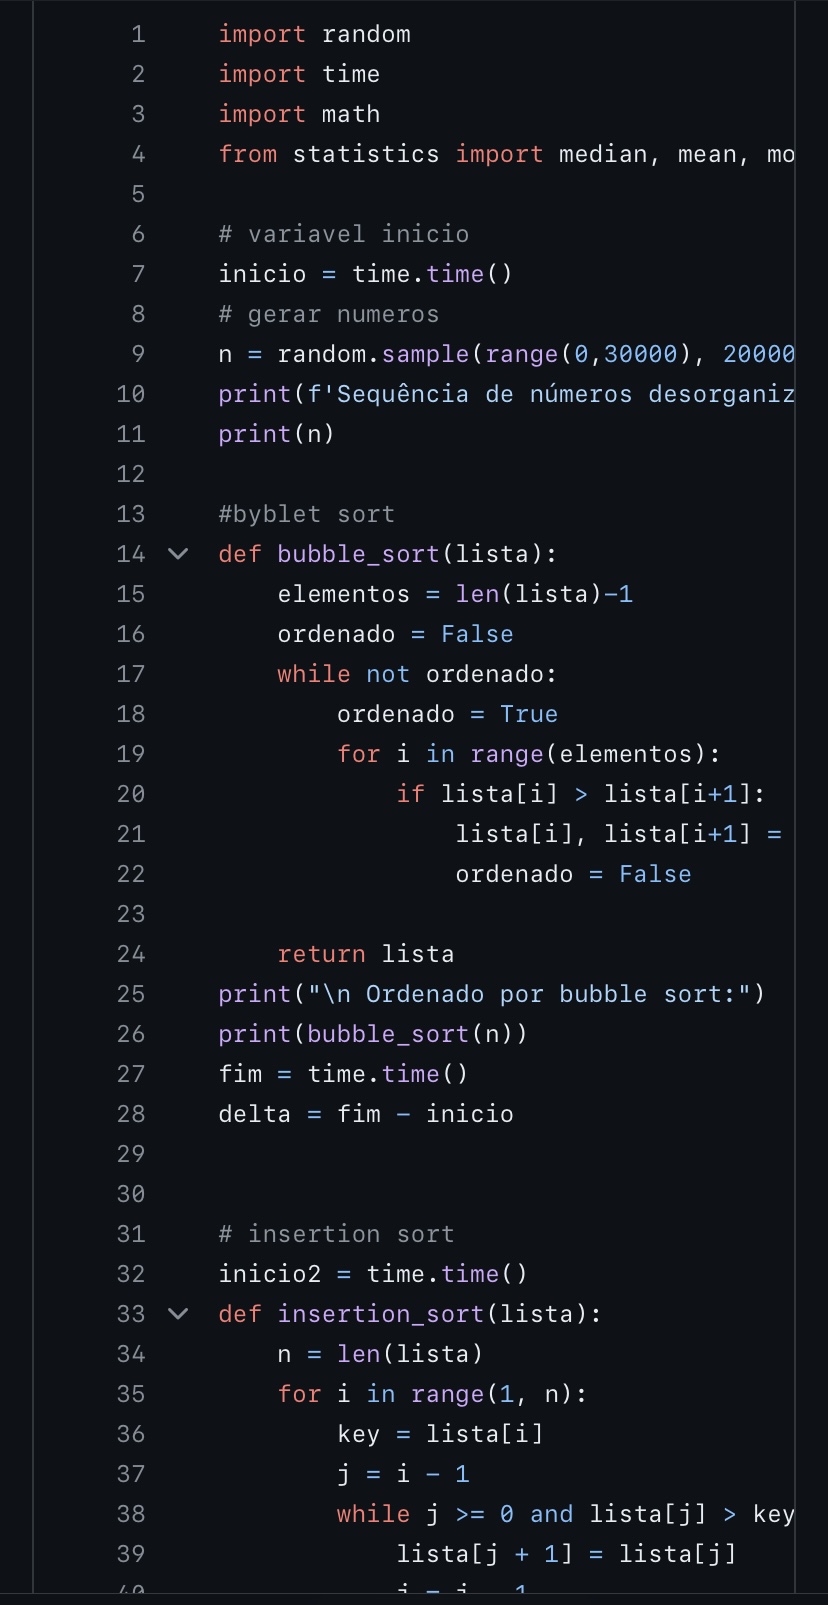 1 import random
2 import time
3 import math
4 from statistics import median, mean, mo
5
6 # variavel inicio
7 inicio = time.time()
8 # gerar numeros
9 n = random.sample(range(0,30000), 20000
10 print(f'Sequência de números desorganiz
11 print(n)
12
13 #byblet sort
14 def bubble_sort(lista):
15     elementos = len(lista)-1
16     ordenado = False
17     while not ordenado:
18         ordenado = True
19         for i in range(elementos):
20             if lista[i] > lista[i+1]:
21                 lista[i], lista[i+1] =
22                 ordenado = False
23
24     return lista
25 print("\n Ordenado por bubble sort:")
26 print(bubble_sort(n))
27 fim = time.time()
28 delta = fim - inicio
29
30
31 # insertion sort
32 inicio2 = time.time()
33 def insertion_sort(lista):
34     n = len(lista)
35     for i in range(1, n):
36         key = lista[i]
37         j = i - 1
38         while j >= 0 and lista[j] > key
39             lista[j + 1] = lista[j]